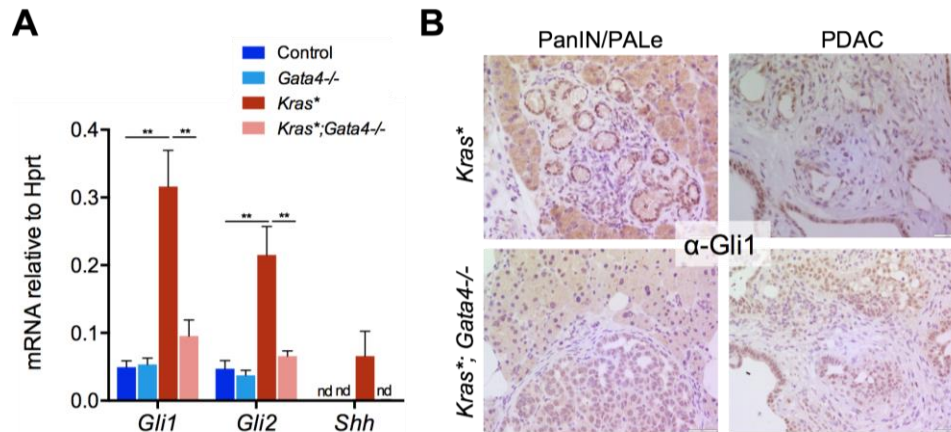 A
Control
Gata4-/-
Kras*
Kras*;Gata4-/-
mRNA relative to Hprt
0.4
0.3
0.2
0.1
0.0
** **
** **
nd nd nd
Gli1 Gli2 Shh
B
PanIN/PALe PDAC
Kras*
α-Gli1
Kras*; Gata4-/-